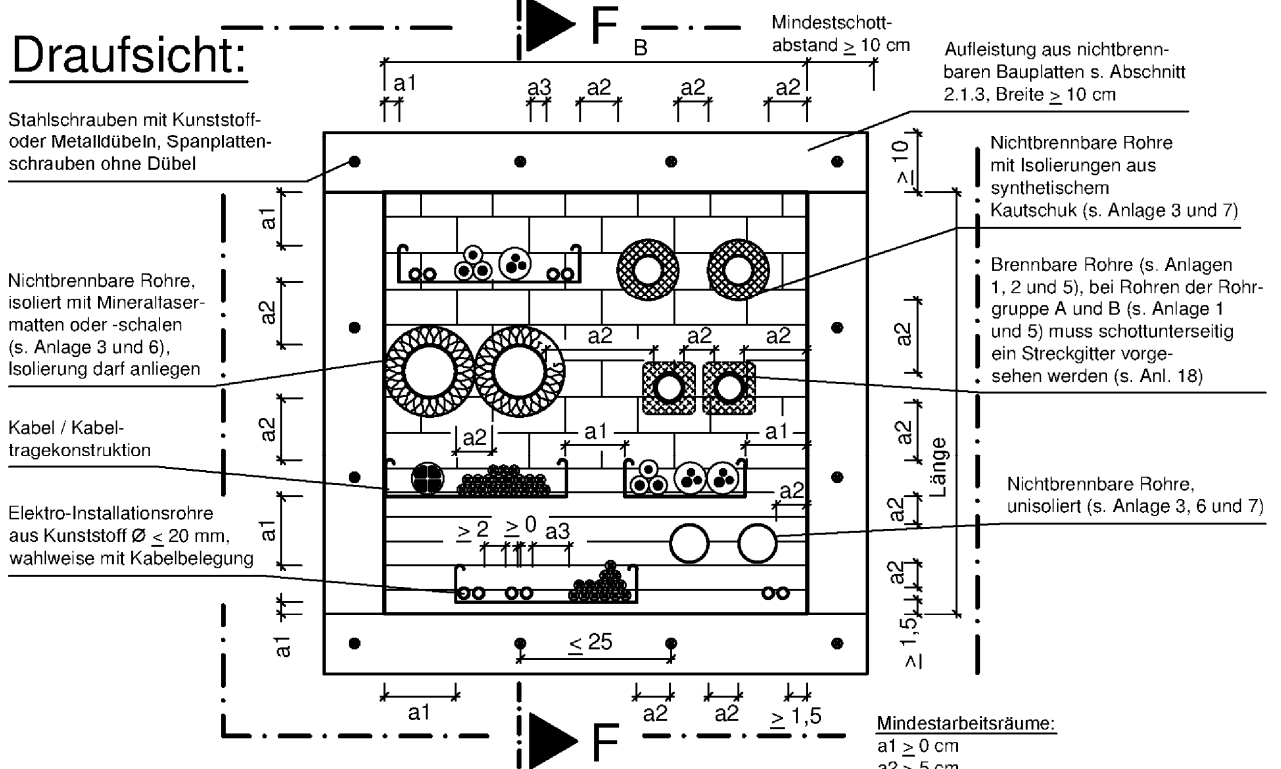 Draufsicht:
F
B
Mindestschott-
abstand ≥ 10 cm
Aufleistung aus nichtbrenn-
baren Bauplatten s. Abschnitt
2.1.3, Breite ≥ 10 cm
a1
a3
a2
a2
a2
Stahlschrauben mit Kunststoff-
oder Metalldübeln, Spanplatten-
schrauben ohne Dübel
≥ 10
Nichtbrennbare Rohre
mit Isolierungen aus
synthetischem
Kautschuk (s. Anlage 3 und 7)
a1
Nichtbrennbare Rohre,
isoliert mit Mineralfaser-
matten oder -schalen
(s. Anlage 3 und 6),
Isolierung darf anliegen
a2
Brennbare Rohre (s. Anlagen
1, 2 und 5), bei Rohren der Rohr-
gruppe A und B (s. Anlage 1
und 5) muss schottunterseitig
ein Streckgitter vorge-
sehen werden (s. Anl. 18)
a2
a2
a2
a2
Kabel / Kabel-
tragekonstruktion
a2
a2
a1
a1
a2
Länge
Nichtbrennbare Rohre,
unisoliert (s. Anlage 3, 6 und 7)
a2
a2
Elektro-Installationsrohre
aus Kunststoff Ø ≤ 20 mm,
wahlweise mit Kabelbelegung
a1
≥ 2
≥ 0
a3
a2
a1
≥ 1,5
≤ 25
a1
a2
a2
≥ 1,5
F
Mindestarbeitsräume:
a1 ≥ 0 cm
a2 ≥ 5 cm